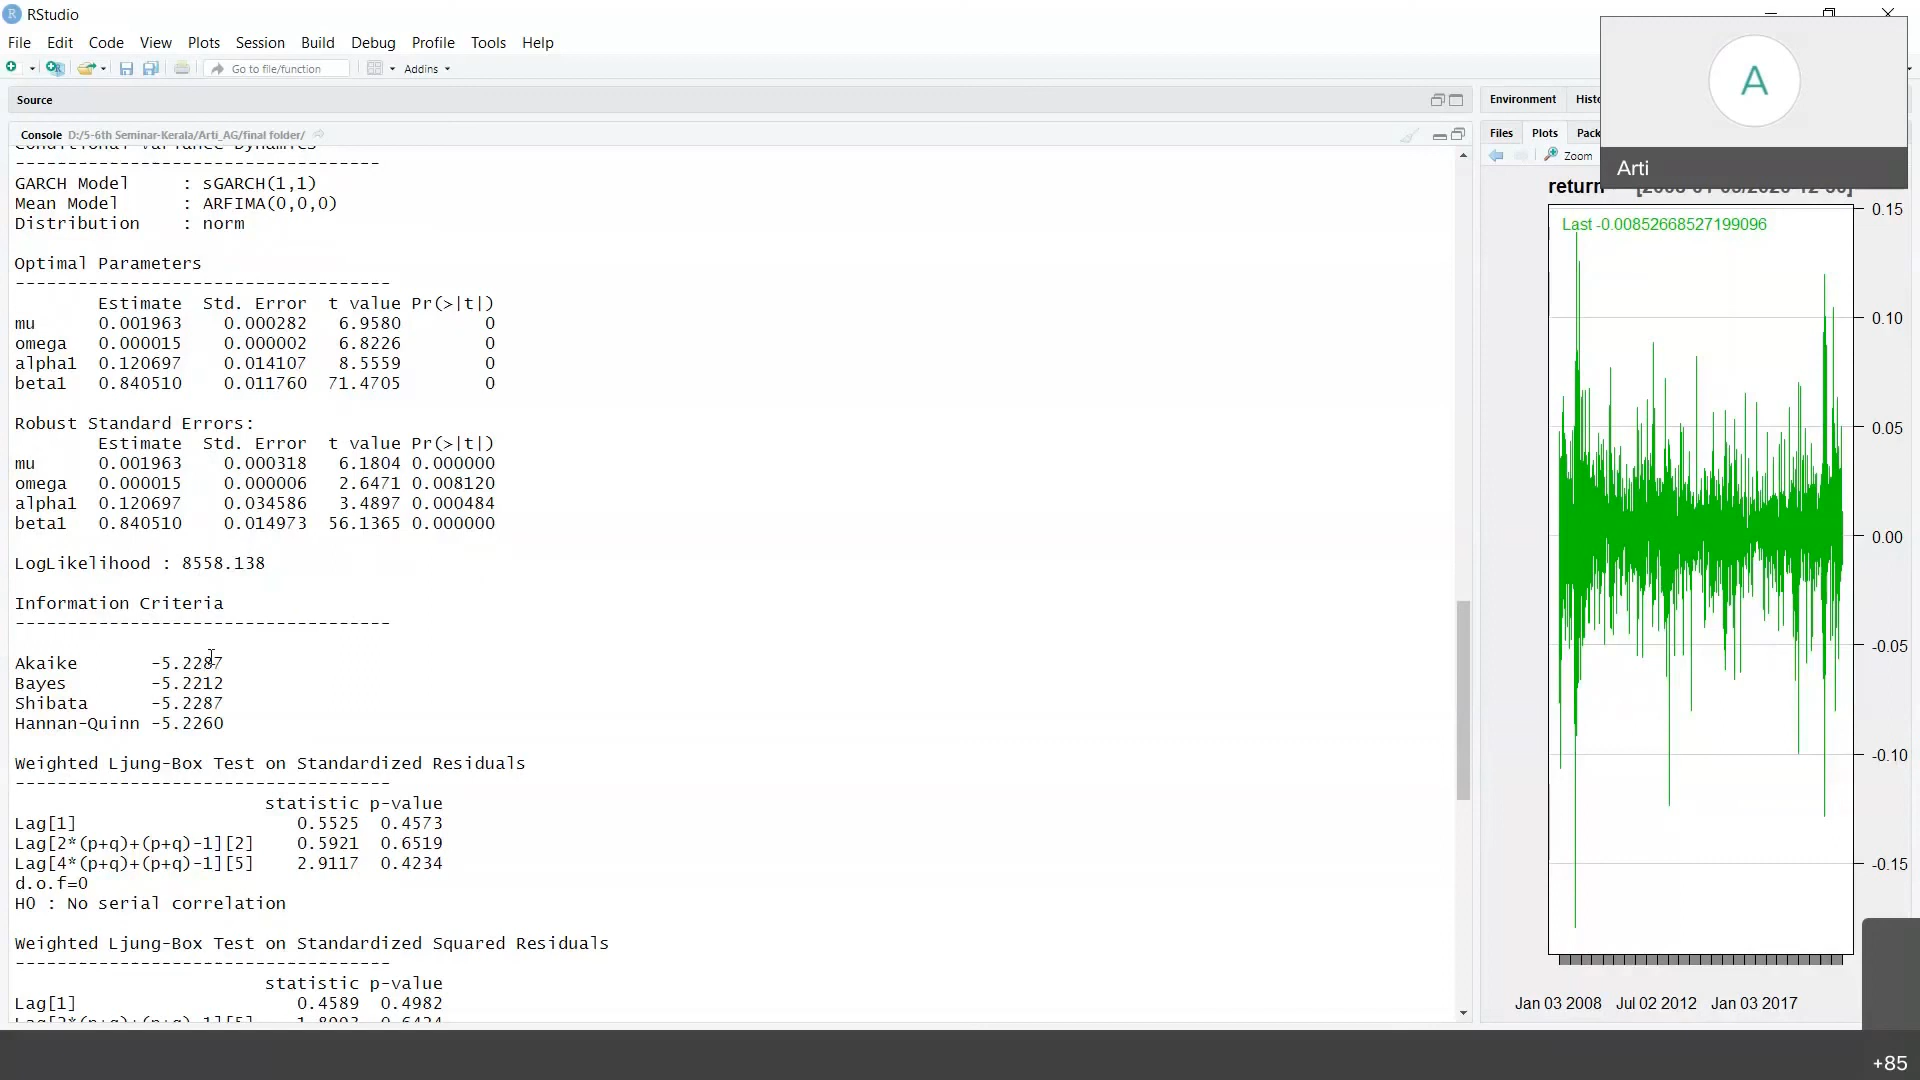 RStudio
File Edit Code View Plots Session Build Debug Profile Tools Help
Go to file/function Addins
Source
Console D:/5-6th Seminar-Kerala/Arti_AG/final folder/
Conditional Variance Dynamics
-----------------------------------
GARCH Model : sGARCH(1,1)
Mean Model : ARFIMA(0,0,0)
Distribution : norm
Optimal Parameters
------------------------------------
Estimate Std. Error t value Pr(>|t|)
mu 0.001963 0.000282 6.9580 0
omega 0.000015 0.000002 6.8226 0
alpha1 0.120697 0.014107 8.5559 0
beta1 0.840510 0.011760 71.4705 0
Robust Standard Errors:
Estimate Std. Error t value Pr(>|t|)
mu 0.001963 0.000318 6.1804 0.000000
omega 0.000015 0.000006 2.6471 0.008120
alpha1 0.120697 0.034586 3.4897 0.000484
beta1 0.840510 0.014973 56.1365 0.000000
LogLikelihood : 8558.138
Information Criteria
------------------------------------
Akaike -5.2287
Bayes -5.2212
Shibata -5.2287
Hannan-Quinn -5.2260
Weighted Ljung-Box Test on Standardized Residuals
------------------------------------
statistic p-value
Lag[1] 0.5525 0.4573
Lag[2*(p+q)+(p+q)-1][2] 0.5921 0.6519
Lag[4*(p+q)+(p+q)-1][5] 2.9117 0.4234
d.o.f=0
H0 : No serial correlation
Weighted Ljung-Box Test on Standardized Squared Residuals
------------------------------------
statistic p-value
Lag[1] 0.4589 0.4982
Environment
Files Plots
Zoom
A
Arti
return
Last -0.00852668527199096
0.15
0.10
0.05
0.00
-0.05
-0.10
-0.15
Jan 03 2008 Jul 02 2012 Jan 03 2017
+85